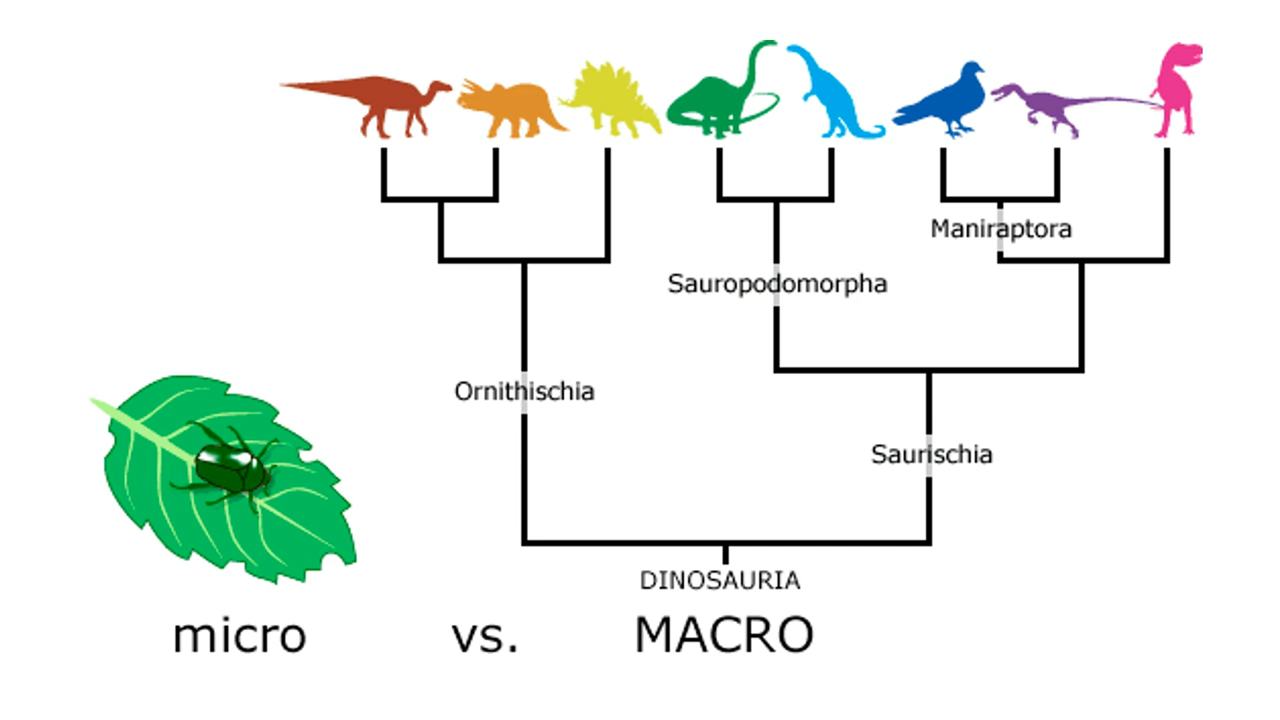 Maniraptora
Sauropodomorpha
Ornithischia
Saurischia
DINOSAURIA
micro vs. MACRO